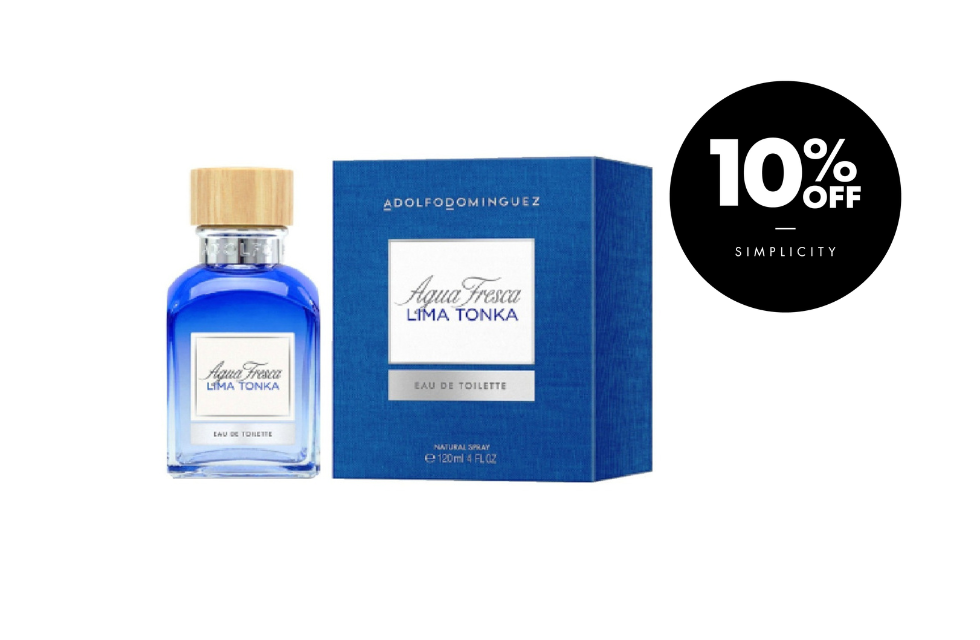 Agua Fresca
LIMA TONKA
EAU DE TOILETTE
ADOLFODOMINGUEZ
Agua Fresca
LIMA TONKA
EAU DE TOILETTE
NATURAL SPRAY
℮ 120ml 4 FL OZ
10%
OFF
SIMPLICITY